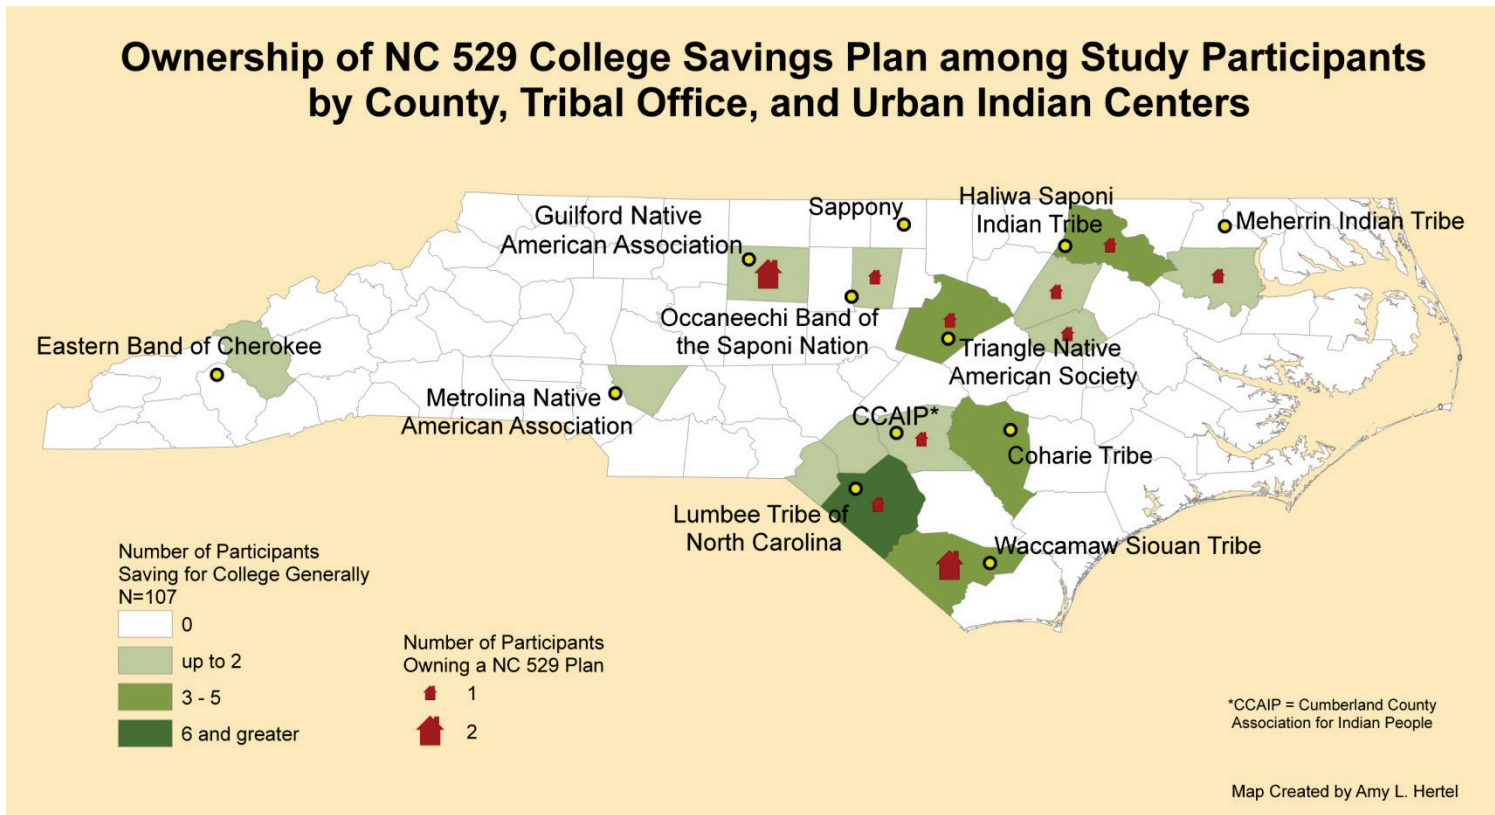 Ownership of NC 529 College Savings Plan among Study Participants
by County, Tribal Office, and Urban Indian Centers
Guilford Native
American Association
Sappony
Haliwa Saponi
Indian Tribe
Meherrin Indian Tribe
Eastern Band of Cherokee
Occaneechi Band of
the Saponi Nation
Triangle Native
American Society
Metrolina Native
American Association
CCAIP*
Coharie Tribe
Lumbee Tribe of
North Carolina
Waccamaw Siouan Tribe
Number of Participants
Saving for College Generally
N=107
0
up to 2
3 - 5
6 and greater
Number of Participants
Owning a NC 529 Plan
1
2
*CCAIP = Cumberland County
Association for Indian People
Map Created by Amy L. Hertel